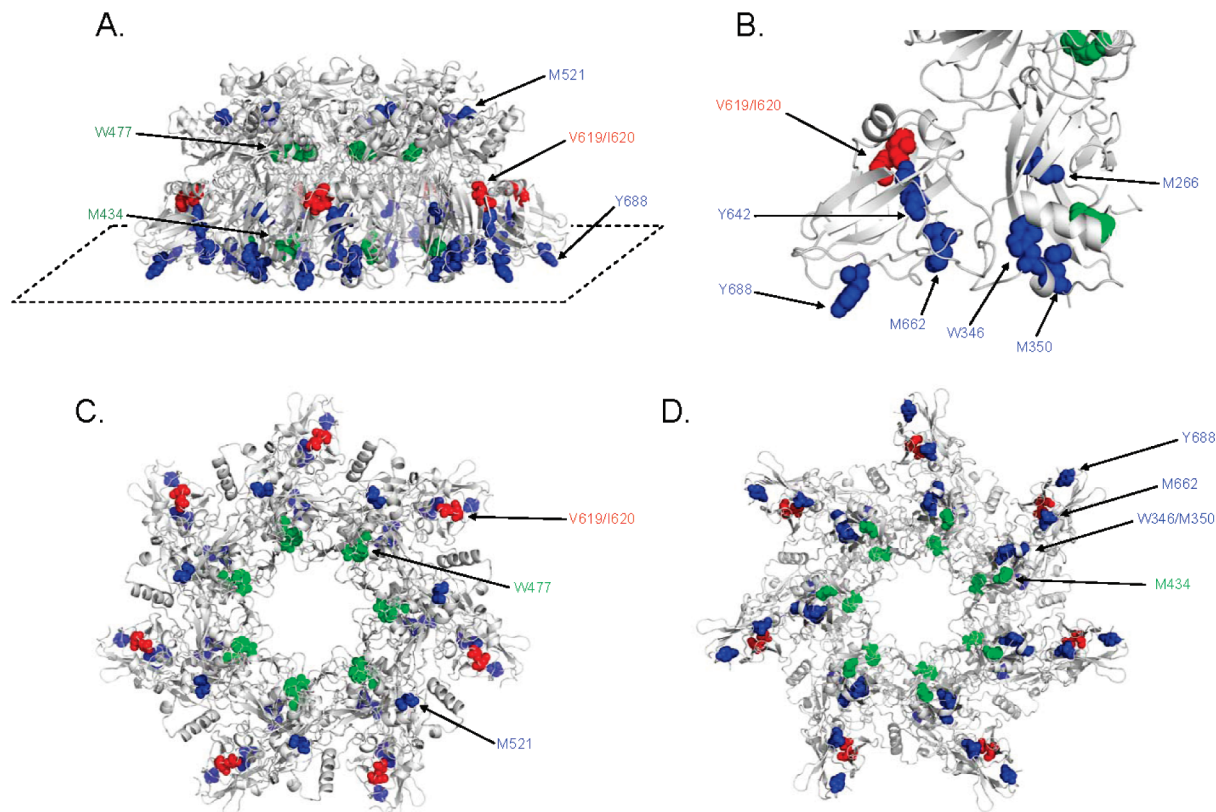 A.
M521
W477
V619/I620
M434
Y688
B.
V619/I620
M266
Y642
Y688
M662
W346
M350
C.
V619/I620
W477
M521
D.
Y688
M662
W346/M350
M434